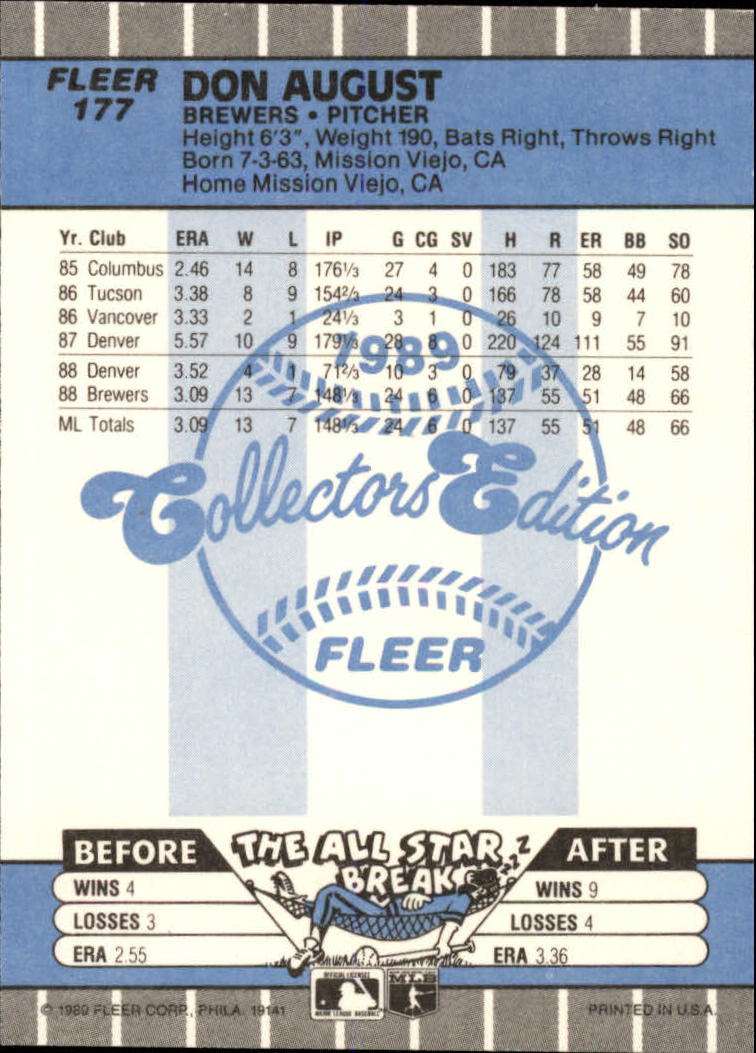 FLEER
177
DON AUGUST
BREWERS • PITCHER
Height 6'3", Weight 190, Bats Right, Throws Right
Born 7-3-63, Mission Viejo, CA
Home Mission Viejo, CA
Yr. Club ERA W L IP G CG SV H R ER BB SO
85 Columbus 2.46 14 8 176⅓ 27 4 0 183 77 58 49 78
86 Tucson 3.38 8 9 154⅔ 24 3 0 166 78 58 44 60
86 Vancover 3.33 2 1 24⅓ 3 1 0 26 10 9 7 10
87 Denver 5.57 10 9 179⅓ 28 8 0 220 124 111 55 91
88 Denver 3.52 4 1 71⅔ 10 3 0 79 37 28 14 58
88 Brewers 3.09 13 7 148⅓ 24 6 0 137 55 51 48 66
ML Totals 3.09 13 7 148⅓ 24 6 0 137 55 51 48 66
1989
Collectors Edition
FLEER
BEFORE
THE ALL STAR BREAK
ZZZZ
AFTER
WINS 4
WINS 9
LOSSES 3
LOSSES 4
ERA 2.55
ERA 3.36
OFFICIAL LICENSEE
MAJOR LEAGUE BASEBALL
MLB
© 1989 FLEER CORP., PHILA. 19141
PRINTED IN U.S.A.